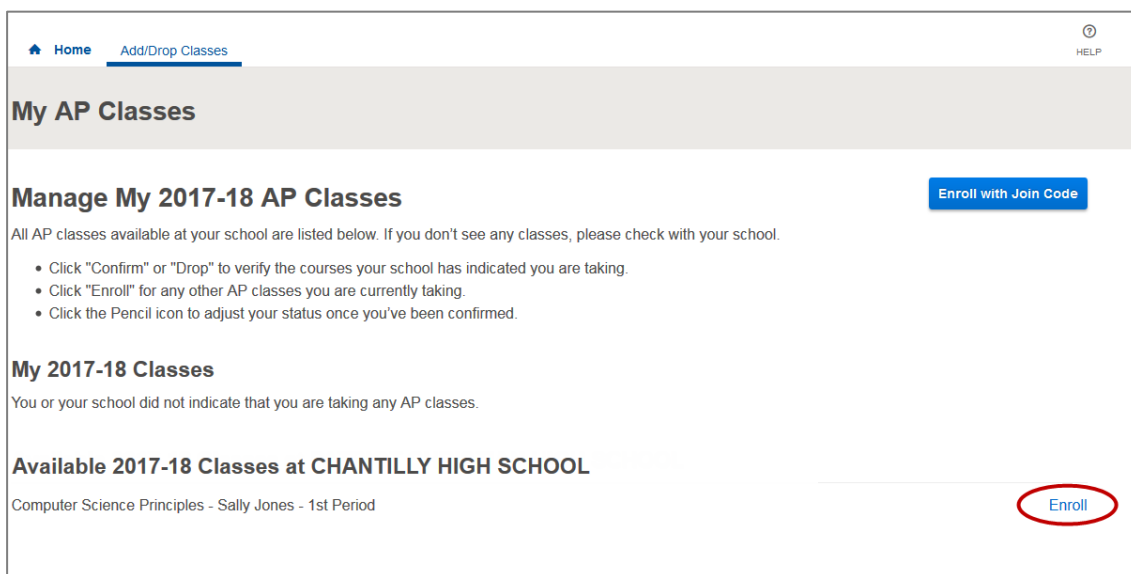 Home Add/Drop Classes
HELP
My AP Classes
Manage My 2017-18 AP Classes
Enroll with Join Code
All AP classes available at your school are listed below. If you don't see any classes, please check with your school.
• Click "Confirm" or "Drop" to verify the courses your school has indicated you are taking.
• Click "Enroll" for any other AP classes you are currently taking.
• Click the Pencil icon to adjust your status once you've been confirmed.
My 2017-18 Classes
You or your school did not indicate that you are taking any AP classes.
Available 2017-18 Classes at CHANTILLY HIGH SCHOOL
Computer Science Principles - Sally Jones - 1st Period Enroll